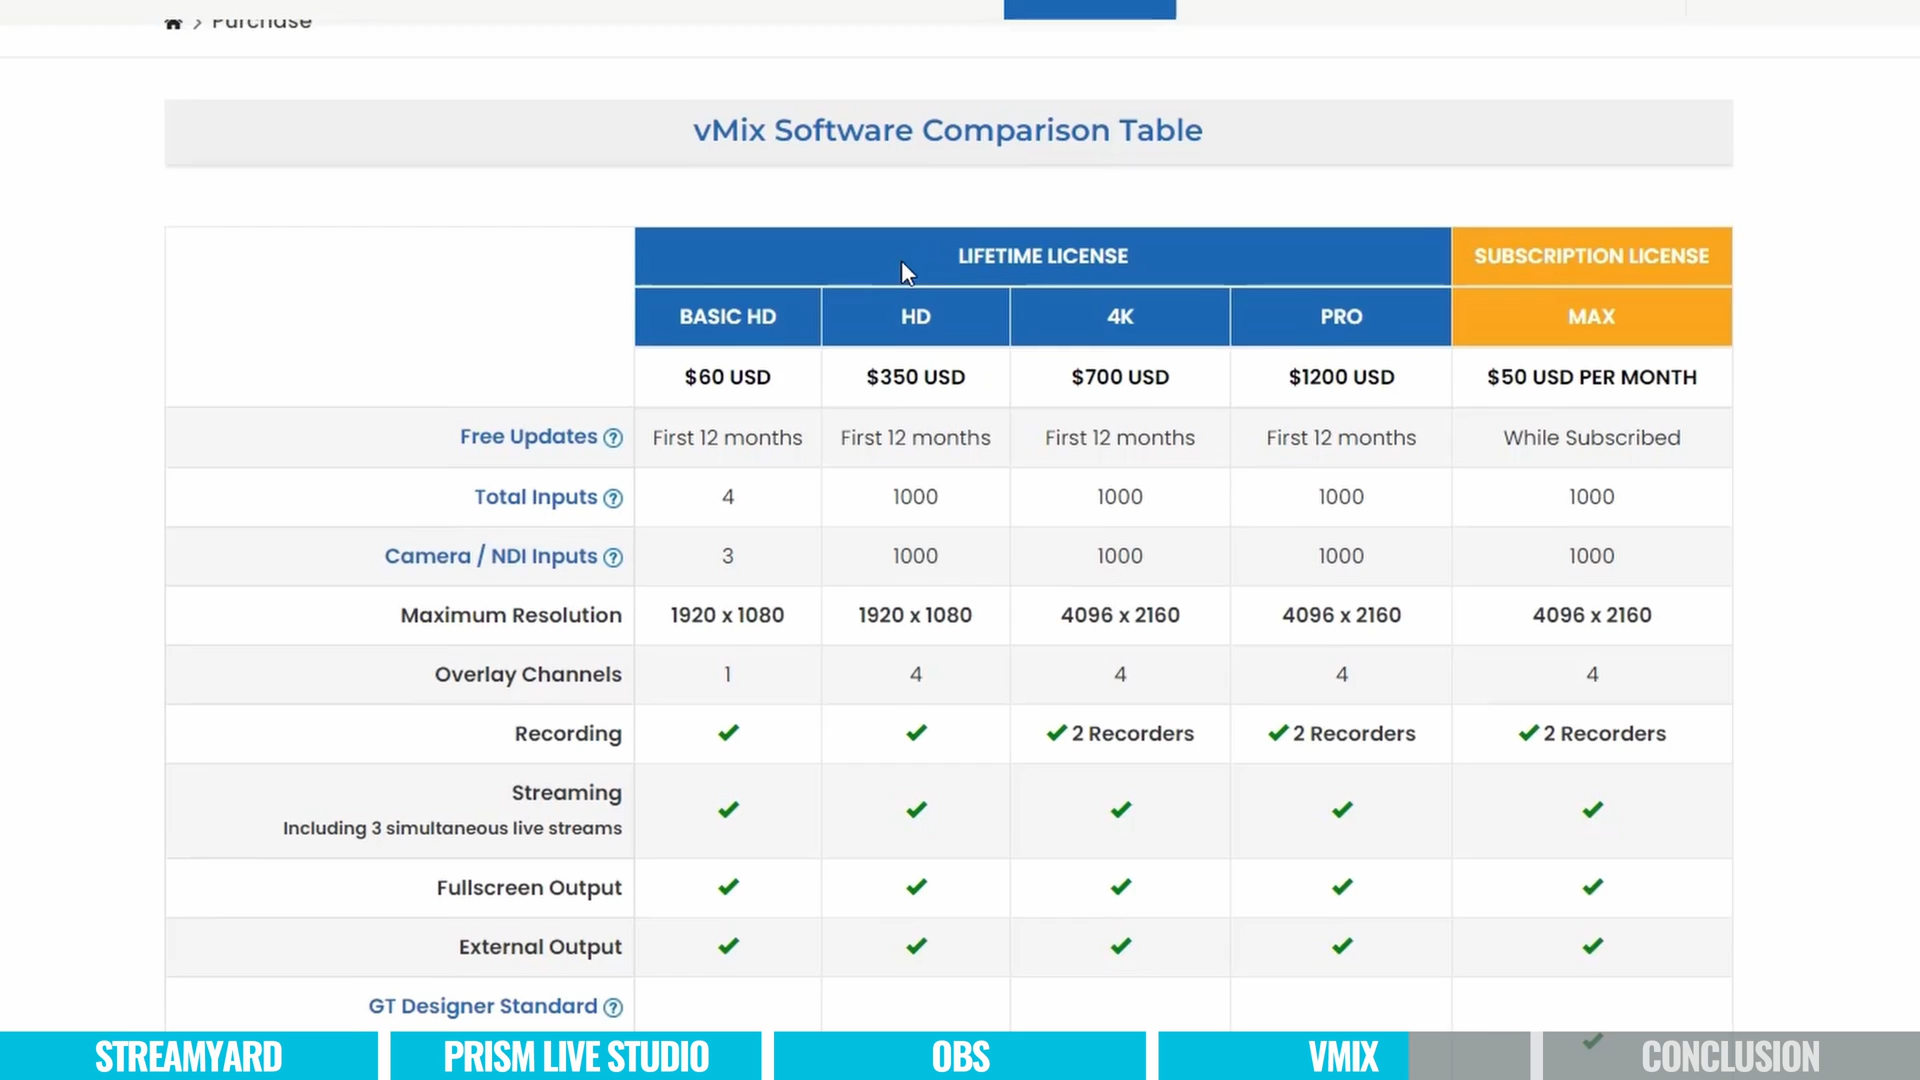 Purchase
vMix Software Comparison Table
LIFETIME LICENSE SUBSCRIPTION LICENSE
BASIC HD HD 4K PRO MAX
$60 USD $350 USD $700 USD $1200 USD $50 USD PER MONTH
Free Updates ? First 12 months First 12 months First 12 months First 12 months While Subscribed
Total Inputs ? 4 1000 1000 1000 1000
Camera / NDI Inputs ? 3 1000 1000 1000 1000
Maximum Resolution 1920 x 1080 1920 x 1080 4096 x 2160 4096 x 2160 4096 x 2160
Overlay Channels 1 4 4 4 4
Recording ✔ ✔ ✔ 2 Recorders ✔ 2 Recorders ✔ 2 Recorders
Streaming
Including 3 simultaneous live streams ✔ ✔ ✔ ✔ ✔
Fullscreen Output ✔ ✔ ✔ ✔ ✔
External Output ✔ ✔ ✔ ✔ ✔
GT Designer Standard ?
STREAMYARD PRISM LIVE STUDIO OBS VMIX CONCLUSION